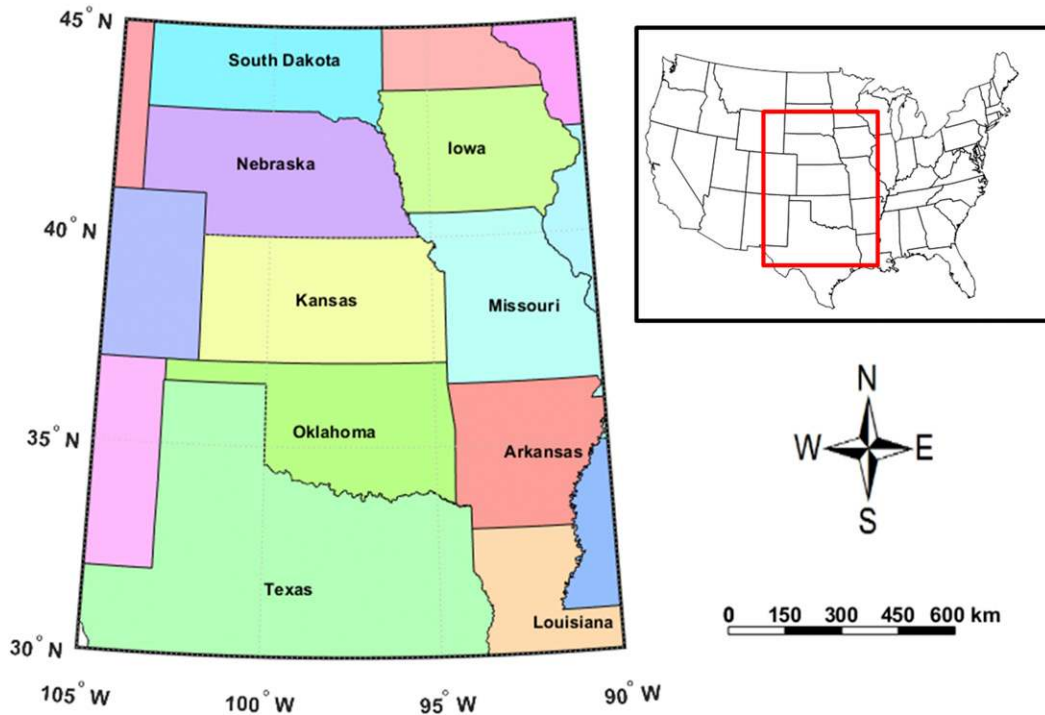 45° N
South Dakota
Iowa
Nebraska
40° N
Kansas
Missouri
N
35° N
Oklahoma
Arkansas
W
E
S
Texas
0 150 300 450 600 km
Louisiana
30° N
105° W
100° W
95° W
90° W